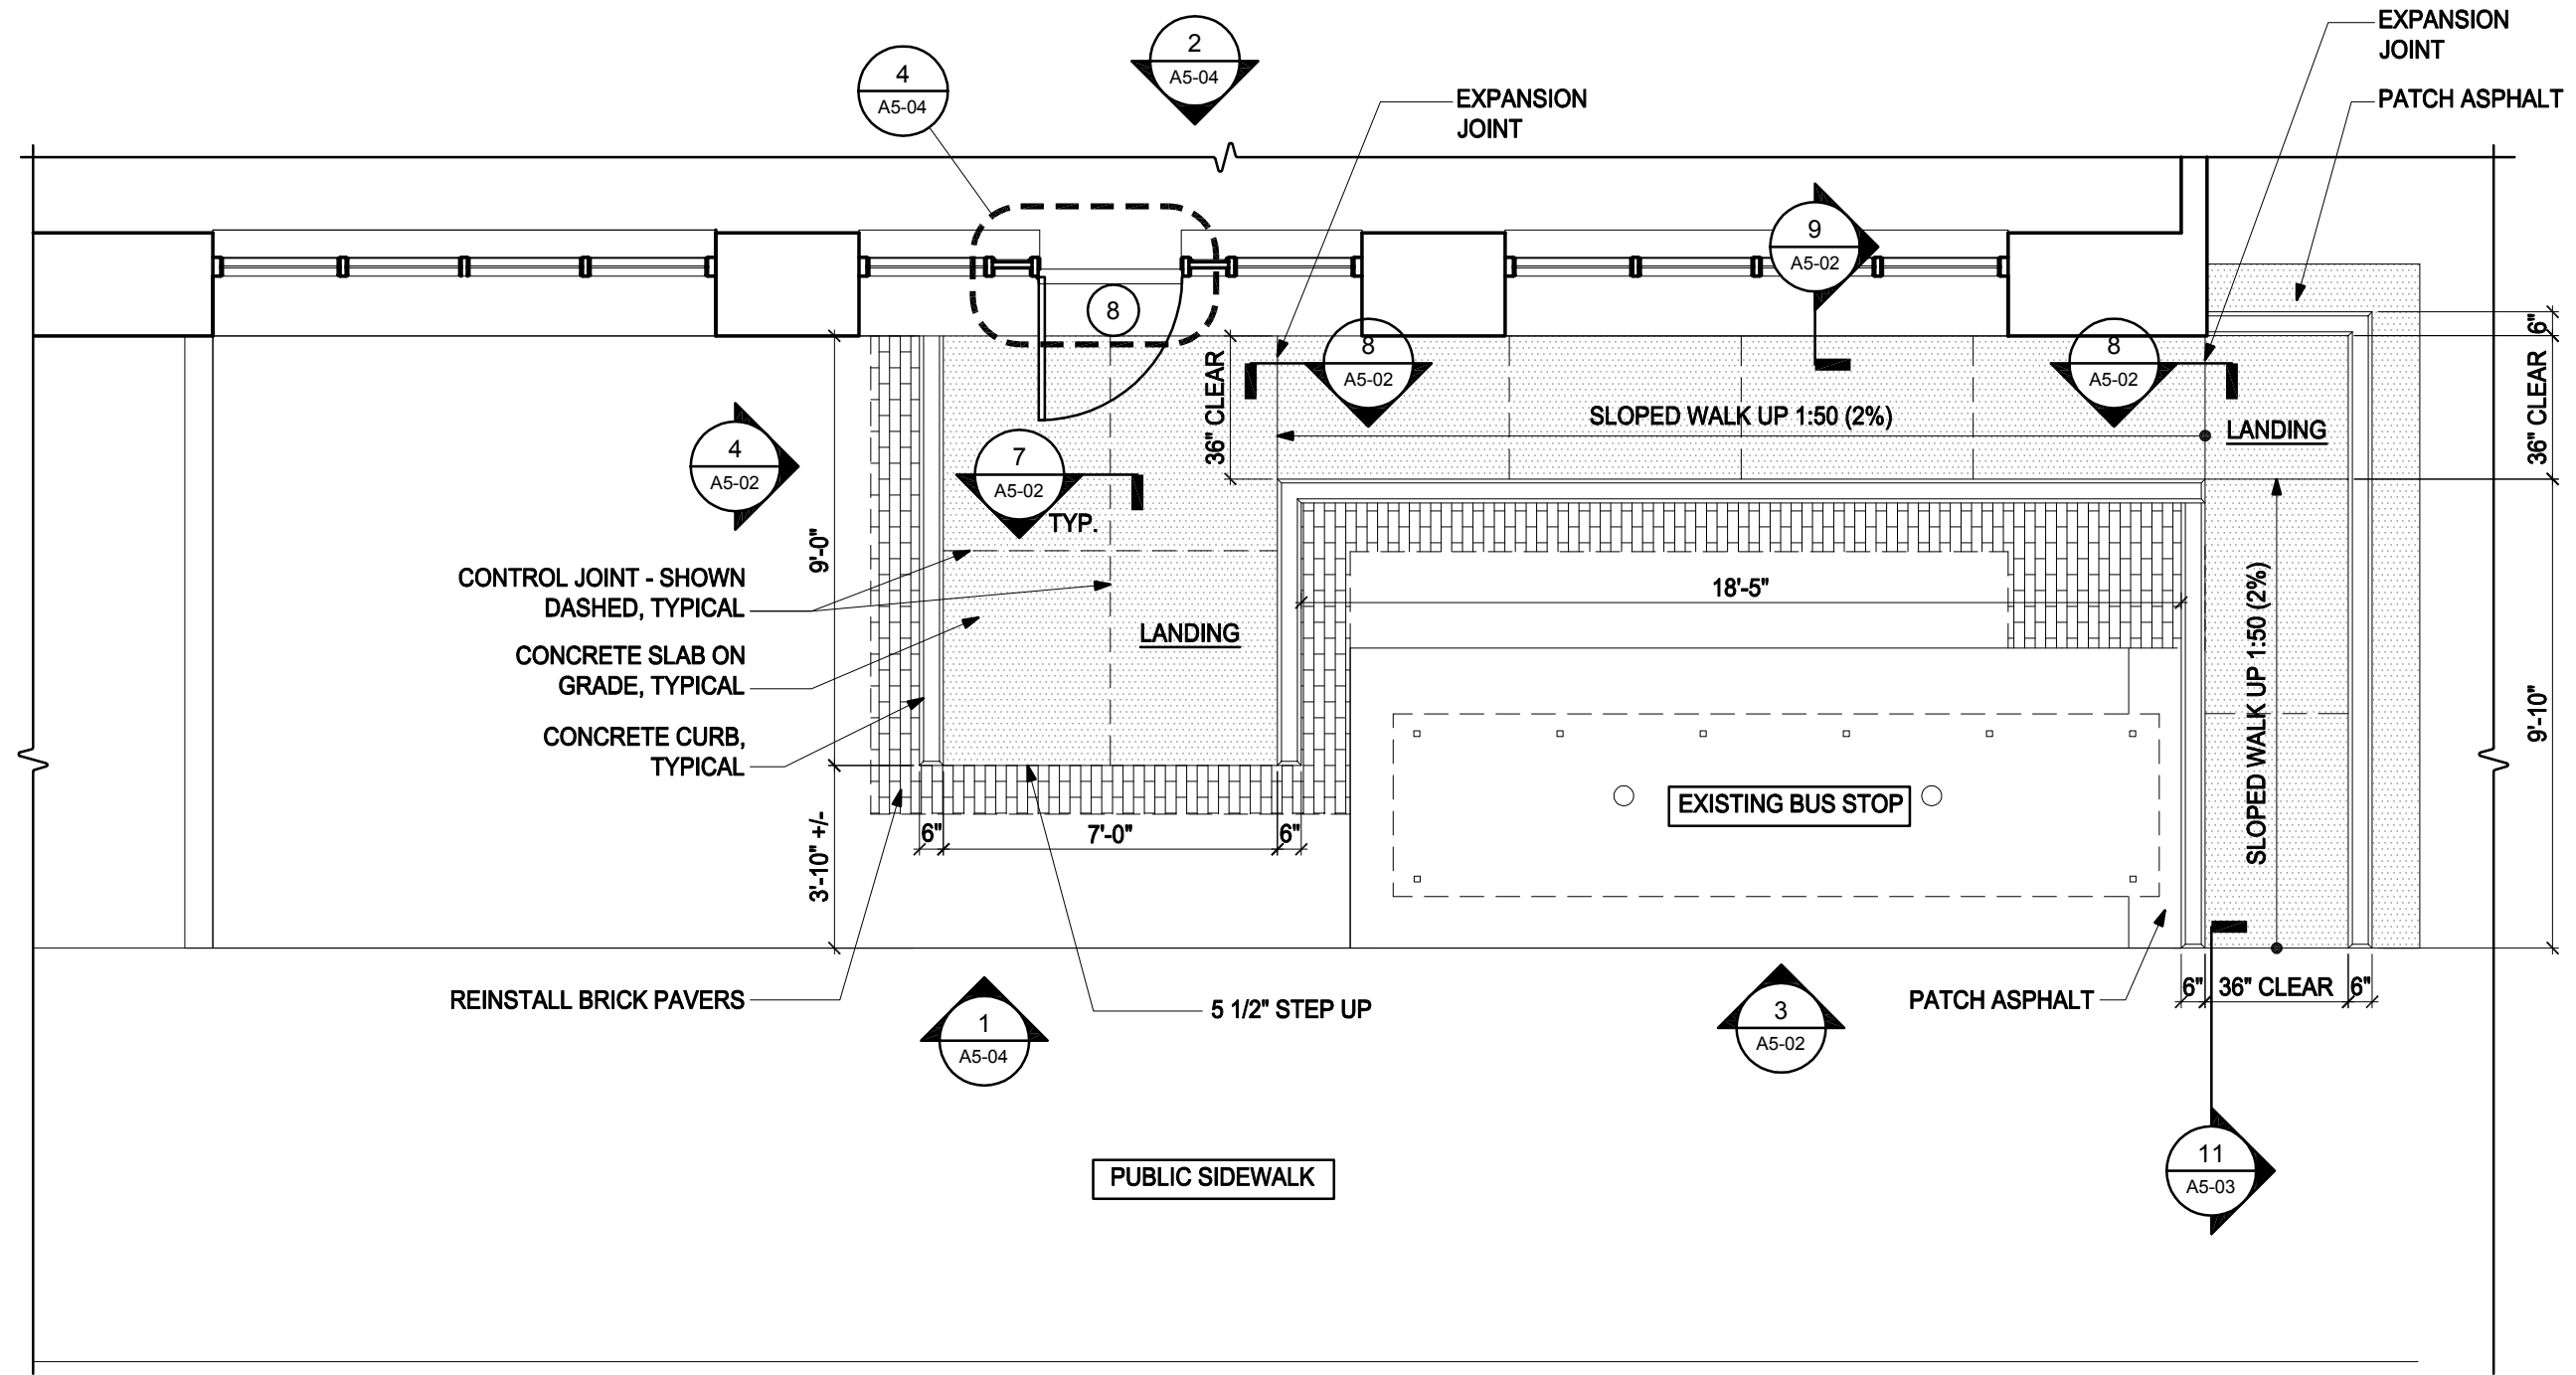 EXPANSION
JOINT
2
A5-04
4
A5-04
EXPANSION
JOINT
PATCH ASPHALT
9
A5-02
8
6"
8
A5-02
8
A5-02
36" CLEAR
36" CLEAR
SLOPED WALK UP 1:50 (2%)
LANDING
4
A5-02
7
A5-02
TYP.
9'-0"
CONTROL JOINT - SHOWN
DASHED, TYPICAL
18'-5"
LANDING
CONCRETE SLAB ON
GRADE, TYPICAL
SLOPED WALK UP 1:50 (2%)
9'-10"
CONCRETE CURB,
TYPICAL
EXISTING BUS STOP
3'-10" +/-
6"
7'-0"
6"
REINSTALL BRICK PAVERS
5 1/2" STEP UP
PATCH ASPHALT
6"
36" CLEAR
6"
1
A5-04
3
A5-02
PUBLIC SIDEWALK
11
A5-03